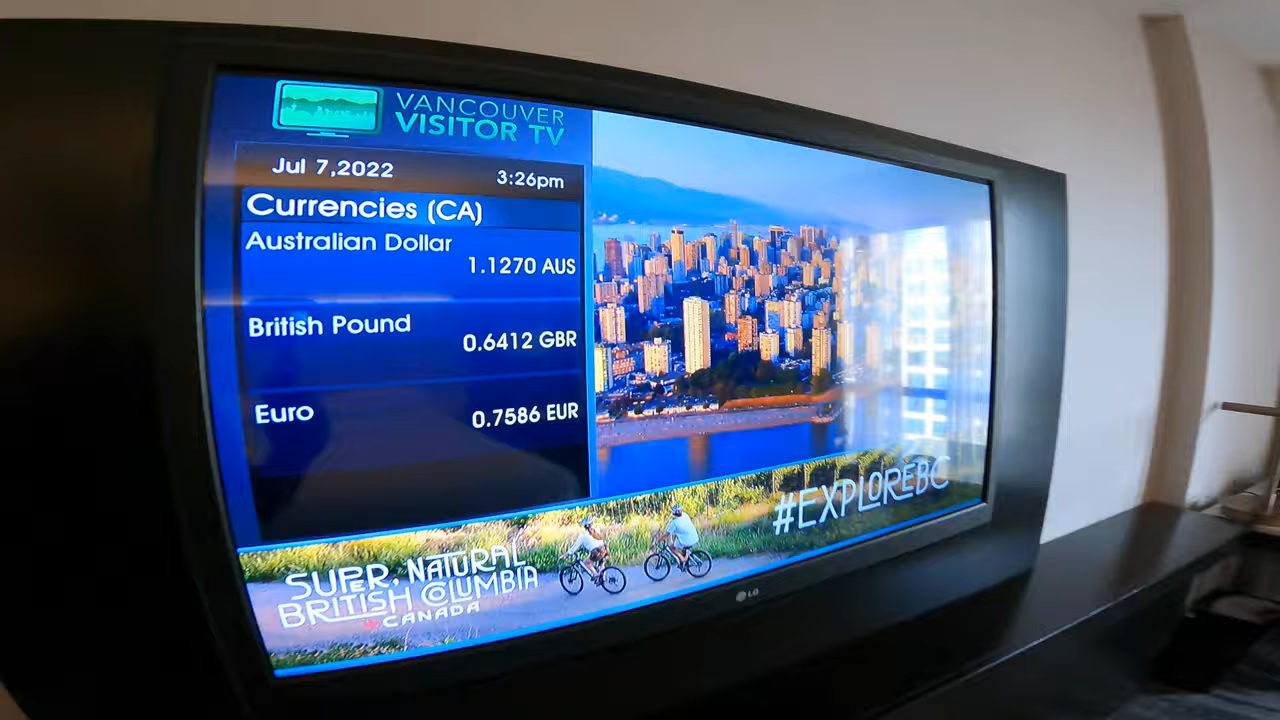 VANCOUVER
VISITOR TV
Jul 7,2022 3:26pm
Currencies (CA)
Australian Dollar
1.1270 AUS
British Pound
0.6412 GBR
Euro
0.7586 EUR
#EXPLOREBC
SUPER, NATURAL
BRITISH COLUMBIA
CANADA
LG